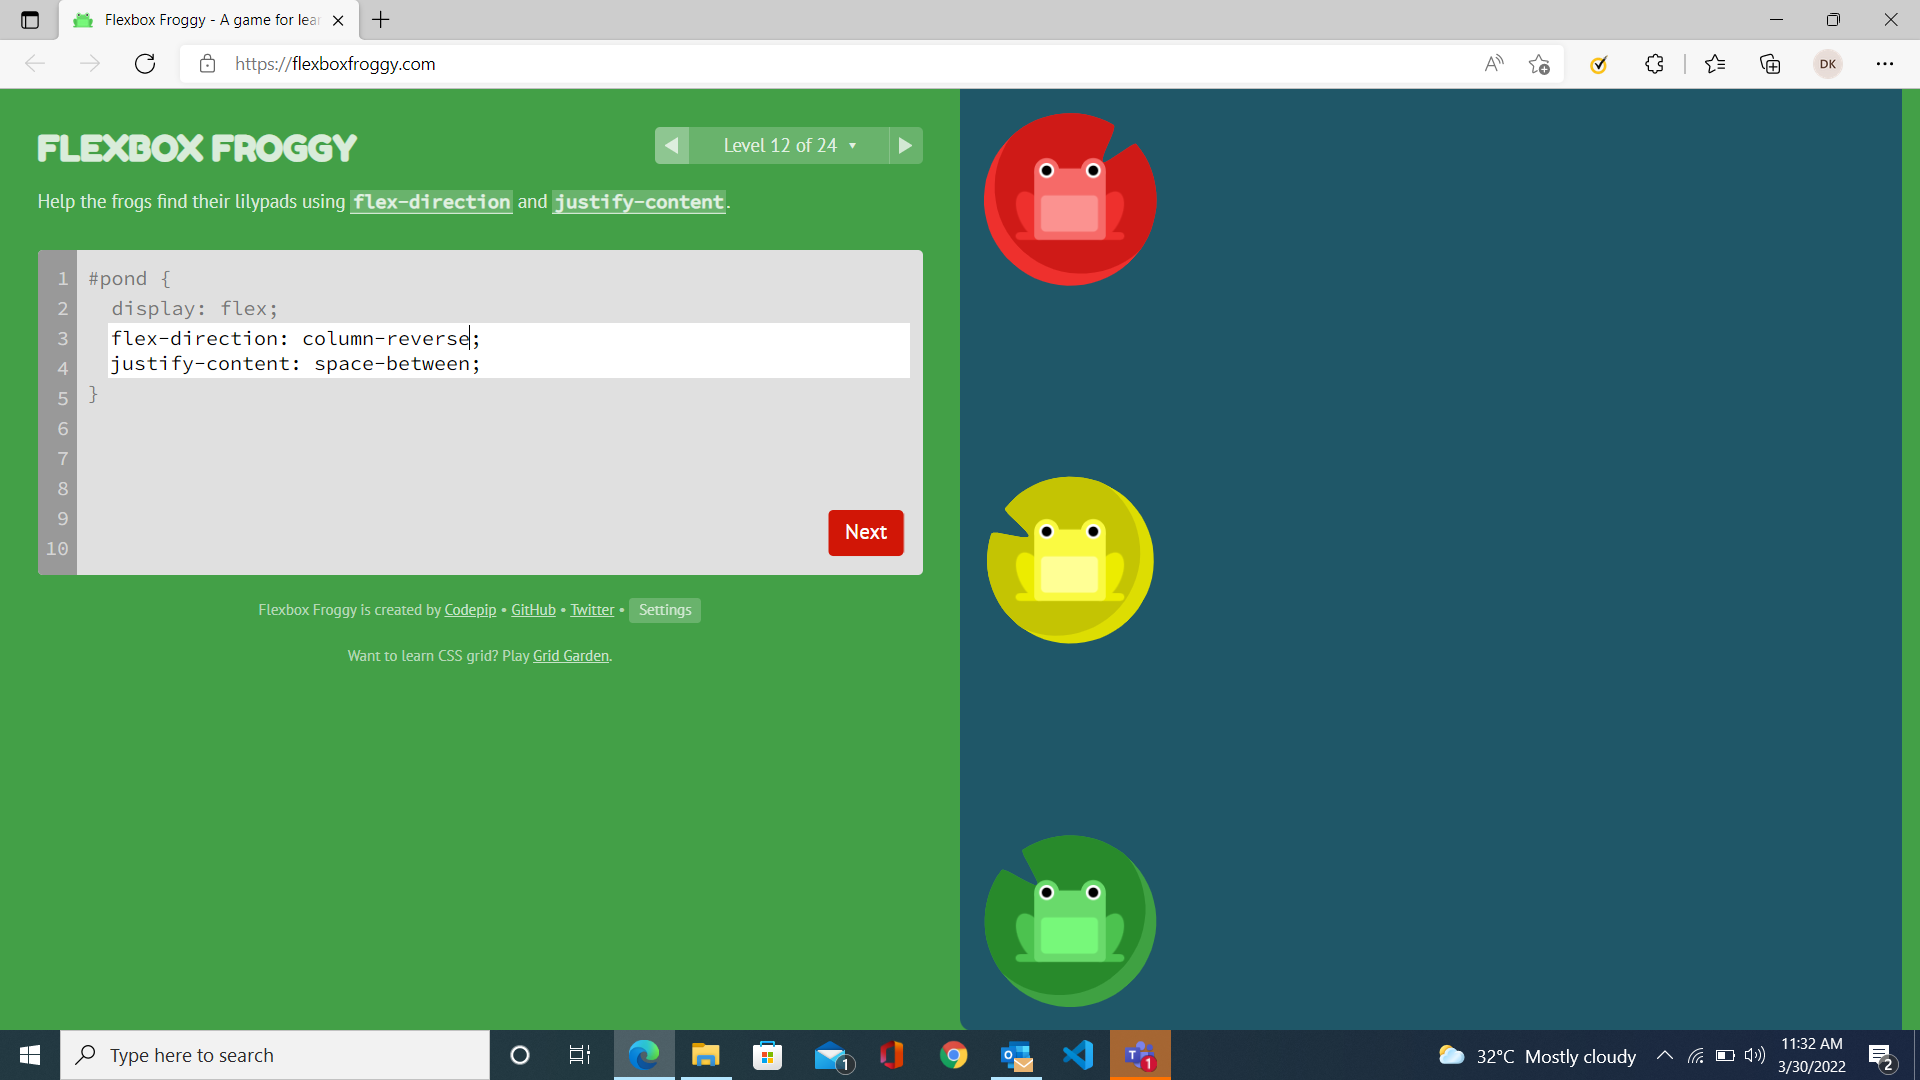 Flexbox Froggy - A game for lear
https://flexboxfroggy.com
DK
FLEXBOX FROGGY
Level 12 of 24 ▼
Help the frogs find their lilypads using flex-direction and justify-content.
1 #pond {
2 display: flex;
3 flex-direction: column-reverse;
4 justify-content: space-between;
5 }
6
7
8
9
10
Next
Flexbox Froggy is created by Codepip • GitHub • Twitter • Settings
Want to learn CSS grid? Play Grid Garden.
Type here to search
1
1
32°C Mostly cloudy
11:32 AM
3/30/2022
2